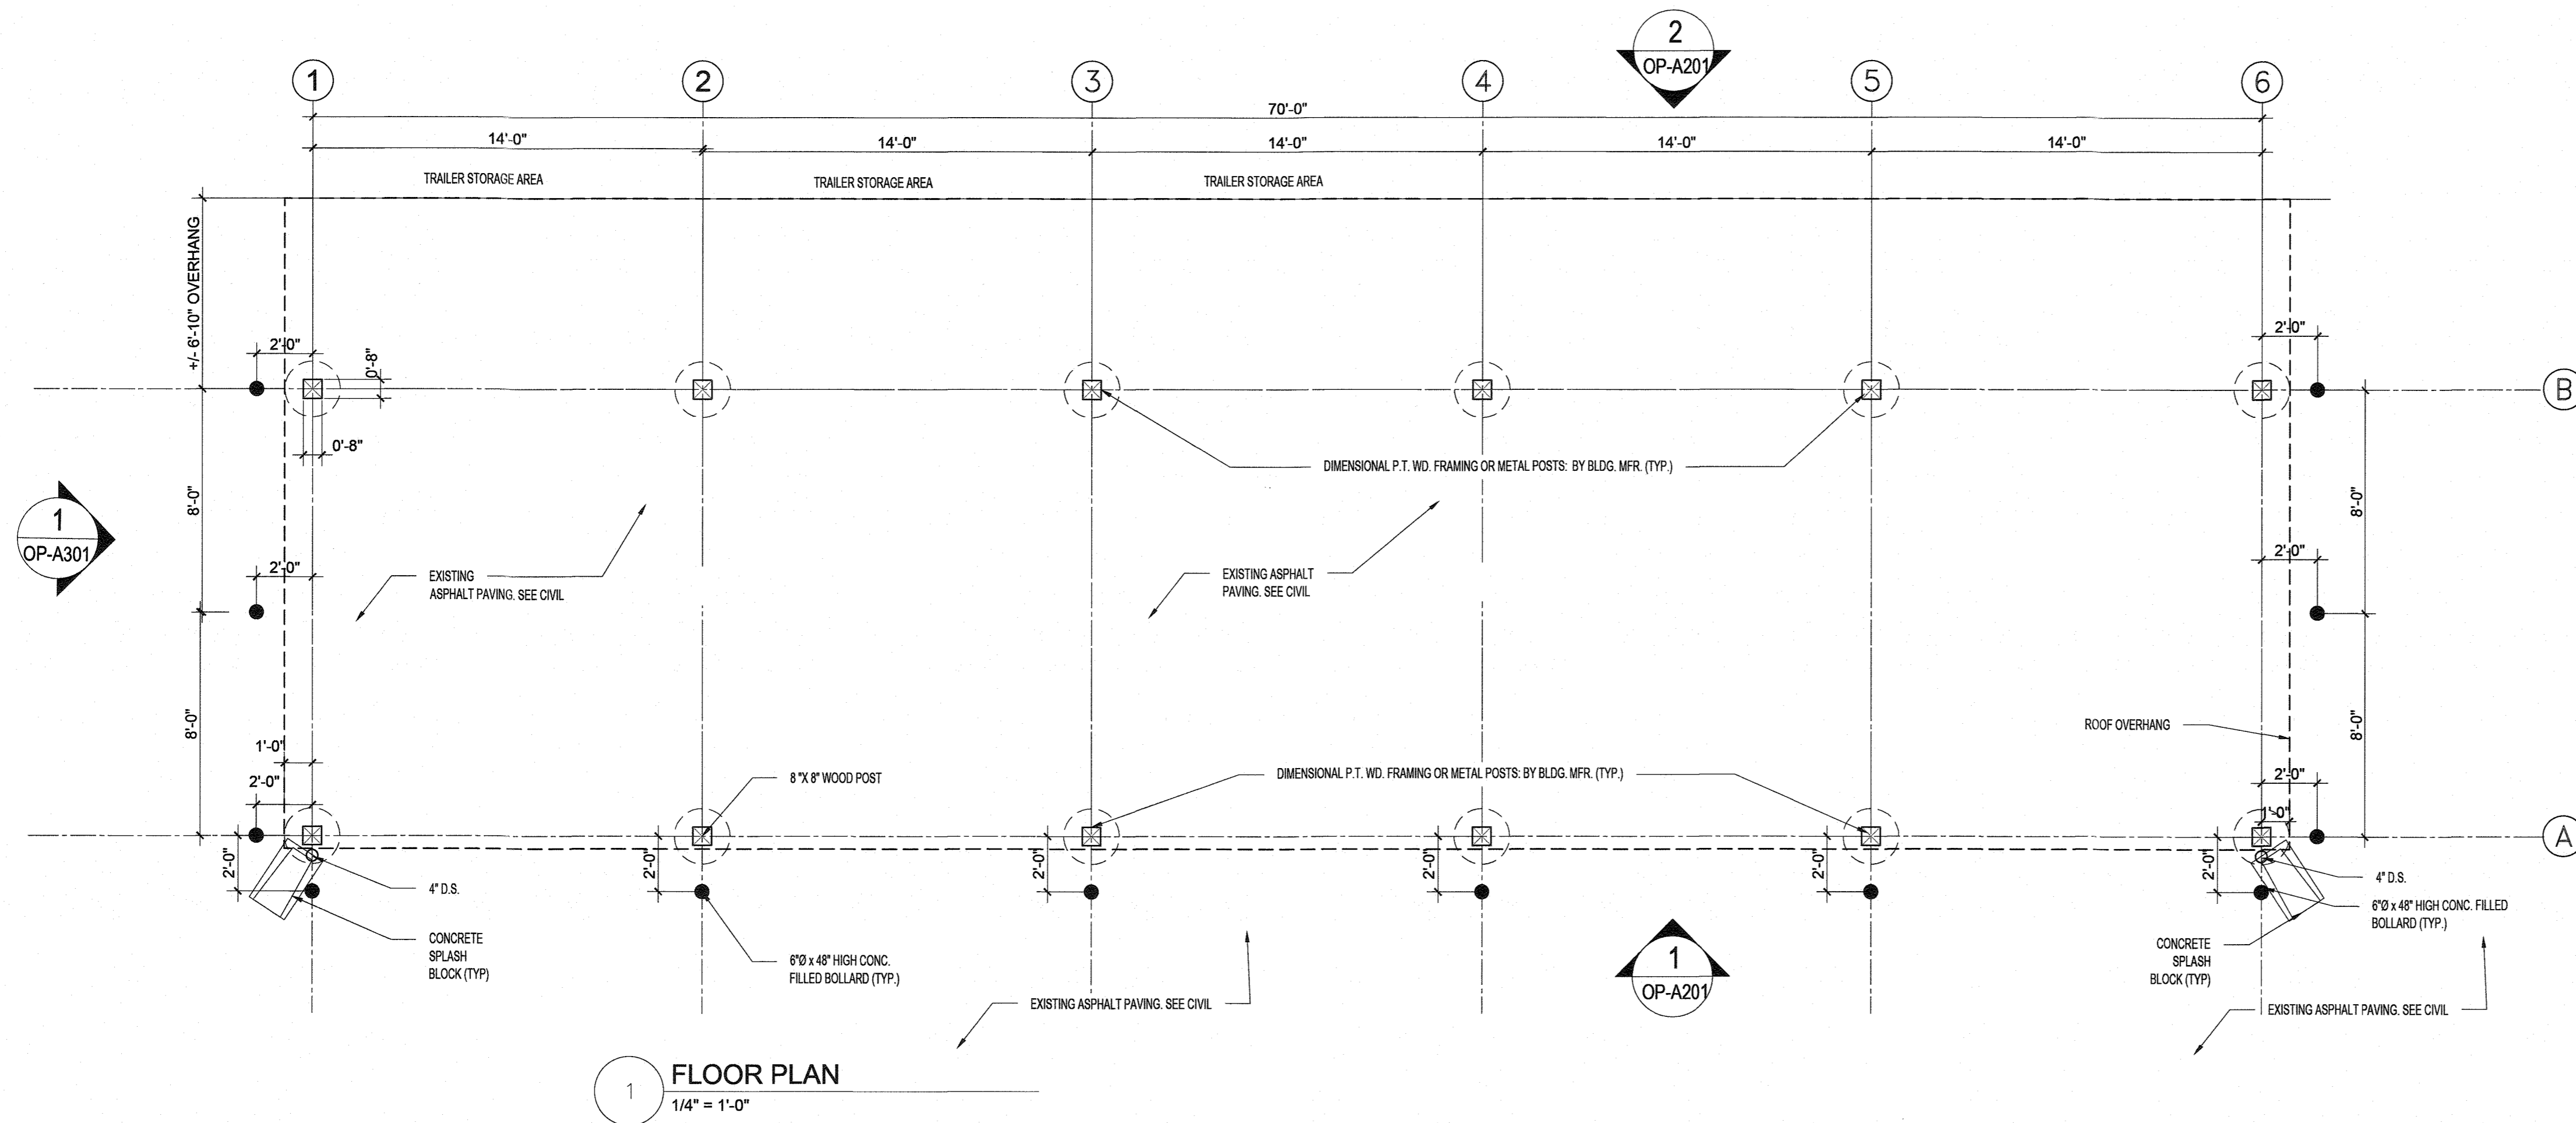 2
OP-A201
1
2
3
4
5
6
70'-0"
14'-0"
14'-0"
14'-0"
14'-0"
14'-0"
TRAILER STORAGE AREA
TRAILER STORAGE AREA
TRAILER STORAGE AREA
+/- 6'-10" OVERHANG
2'-0"
0'-8"
0'-8"
2'-0"
B
DIMENSIONAL P.T. WD. FRAMING OR METAL POSTS: BY BLDG. MFR. (TYP.)
8'-0"
8'-0"
1
OP-A301
2'-0"
2'-0"
EXISTING
ASPHALT PAVING. SEE CIVIL
EXISTING ASPHALT
PAVING. SEE CIVIL
8'-0"
8'-0"
ROOF OVERHANG
1'-0"
2'-0"
8 "X 8" WOOD POST
DIMENSIONAL P.T. WD. FRAMING OR METAL POSTS: BY BLDG. MFR. (TYP.)
2'-0"
1'-0"
A
2'-0"
2'-0"
2'-0"
2'-0"
2'-0"
2'-0"
4" D.S.
4" D.S.
6"Ø x 48" HIGH CONC. FILLED
BOLLARD (TYP.)
CONCRETE
SPLASH
BLOCK (TYP)
6"Ø x 48" HIGH CONC.
FILLED BOLLARD (TYP.)
1
OP-A201
CONCRETE
SPLASH
BLOCK (TYP)
EXISTING ASPHALT PAVING. SEE CIVIL
EXISTING ASPHALT PAVING. SEE CIVIL
1
FLOOR PLAN
1/4" = 1'-0"